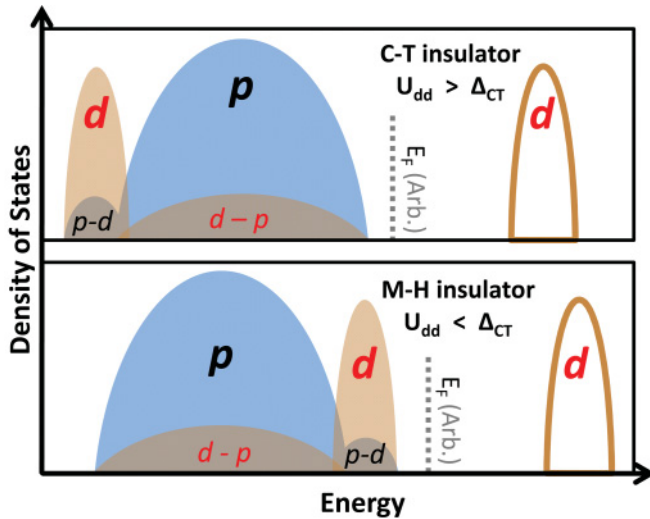 Density of States
C-T insulator
U_dd > Δ_CT
d
p
d
E_F (Arb.)
p-d
d – p
M-H insulator
U_dd < Δ_CT
p
d
d
E_F (Arb.)
d - p
p-d
Energy